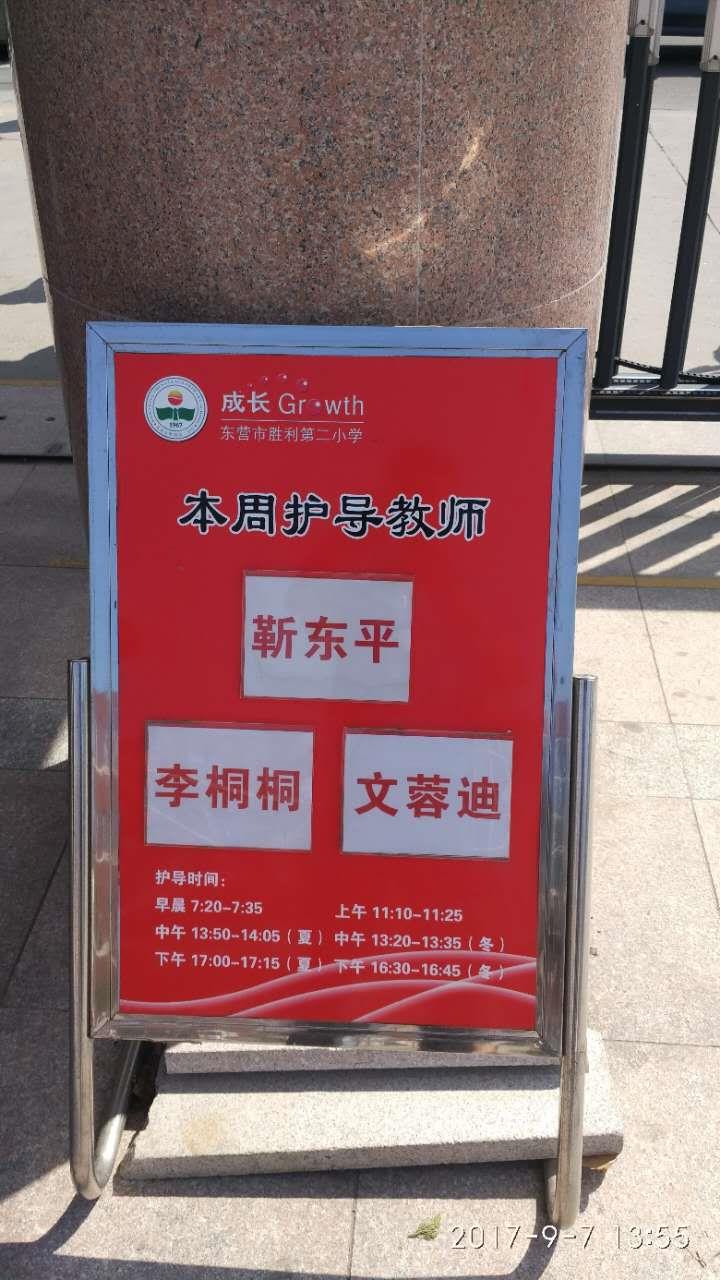 1967
成长 Growth
东营市胜利第二小学
本周护导教师
靳东平
李桐桐 文蓉迪
护导时间：
早晨 7:20-7:35 上午 11:10-11:25
中午 13:50-14:05（夏） 中午 13:20-13:35（冬）
下午 17:00-17:15（夏） 下午 16:30-16:45（冬）
2017-9-7 13:55